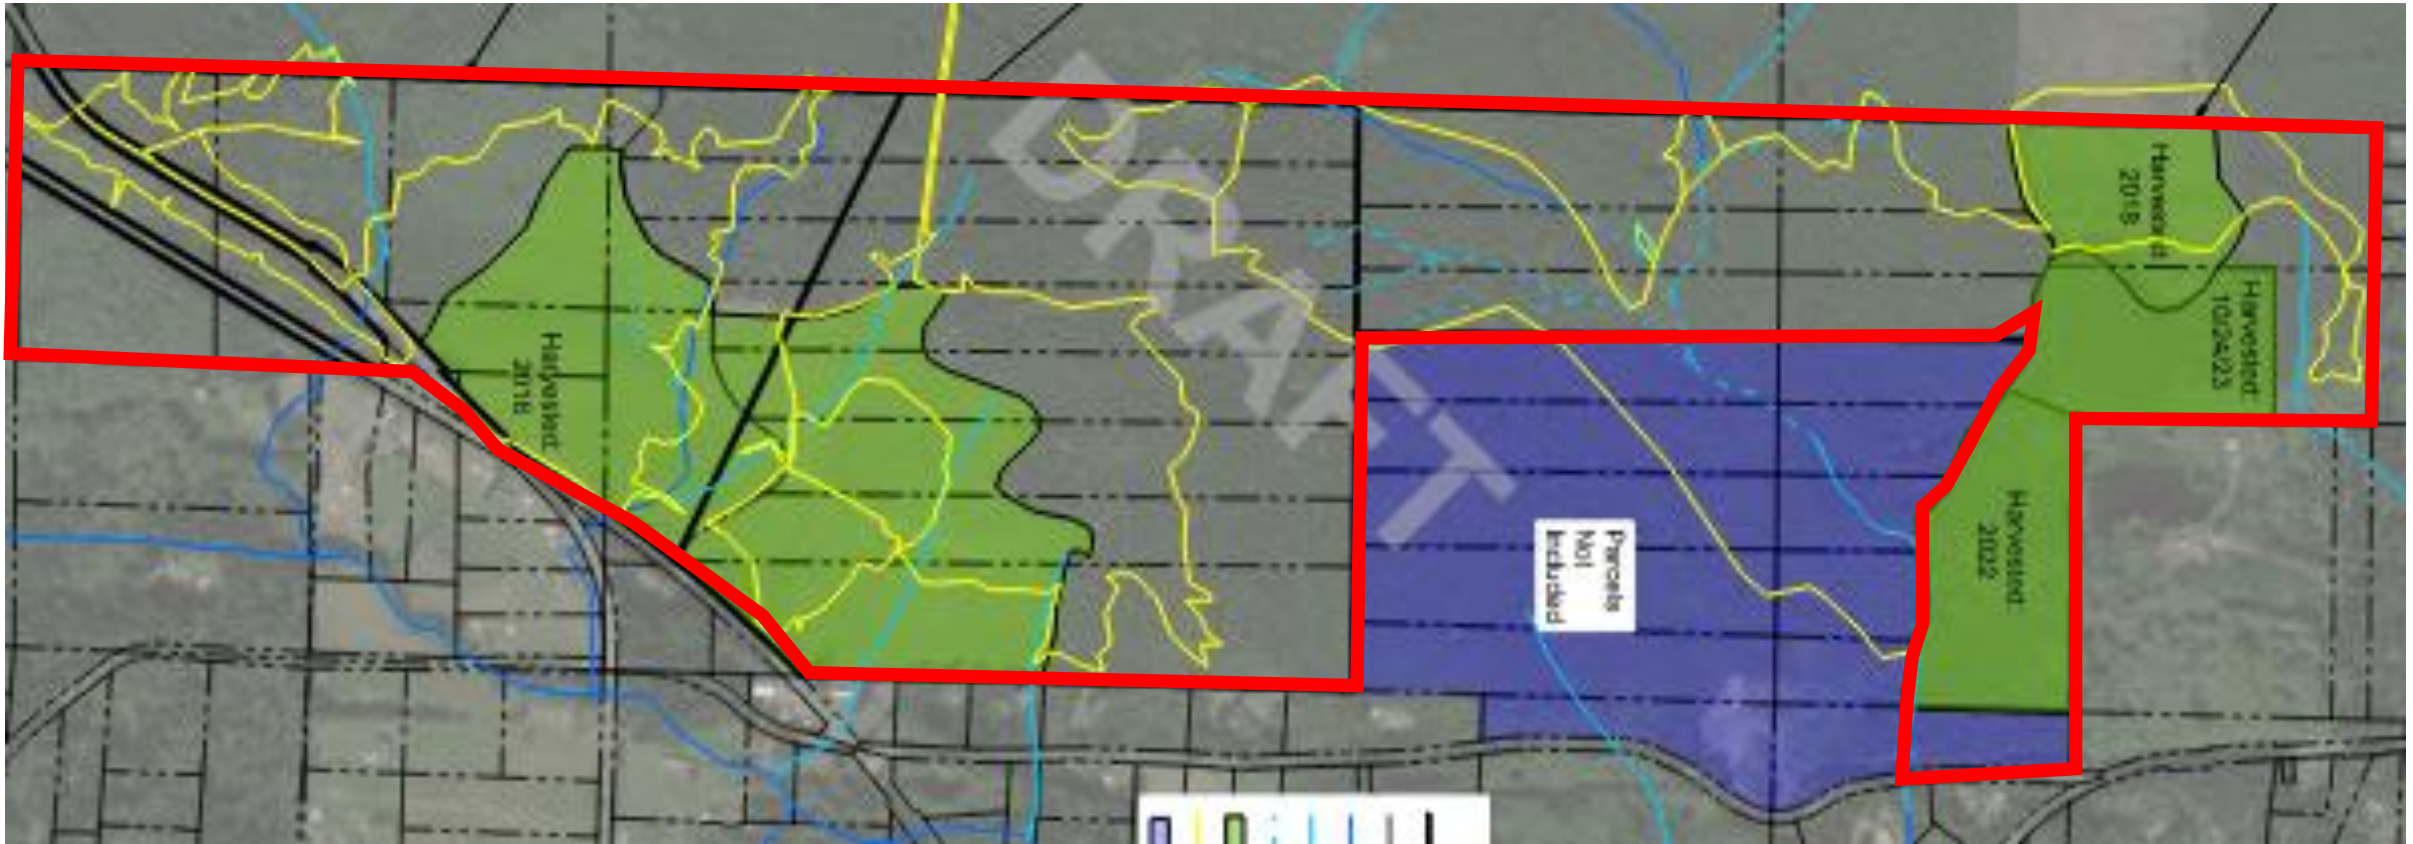 DRAFT
Harvested
2018
Harvested
2018
Harvested
10/24/23
Harvested
2022
Parcels
Not
Included